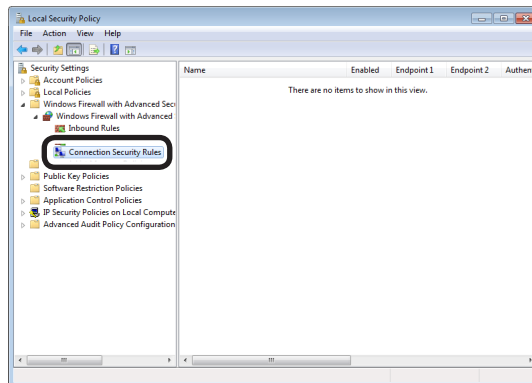 Local Security Policy
File Action View Help
Security Settings
Account Policies
Local Policies
Windows Firewall with Advanced Secu
Windows Firewall with Advanced
Inbound Rules
Connection Security Rules
Public Key Policies
Software Restriction Policies
Application Control Policies
IP Security Policies on Local Compute
Advanced Audit Policy Configuration
Name Enabled Endpoint 1 Endpoint 2 Authen
There are no items to show in this view.